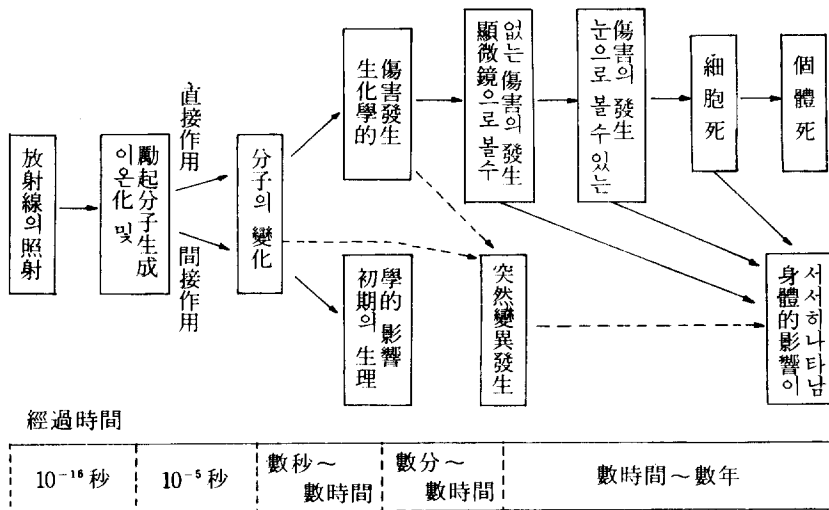 放射線의照射
이온화 및
勵起分子生成
直接作用
間接作用
分子의 變化
生化學的
傷害發生
初期의 生理
學的 影響
顯微鏡으로 볼수
없는 傷害의 發生
突然變異發生
눈으로 볼수 있는
傷害의 發生
細胞死
個體死
身體的影響이
서서히나타남
經過時間
10⁻¹⁶秒
10⁻⁵秒
數秒～
數時間
數分～
數時間
數時間～數年